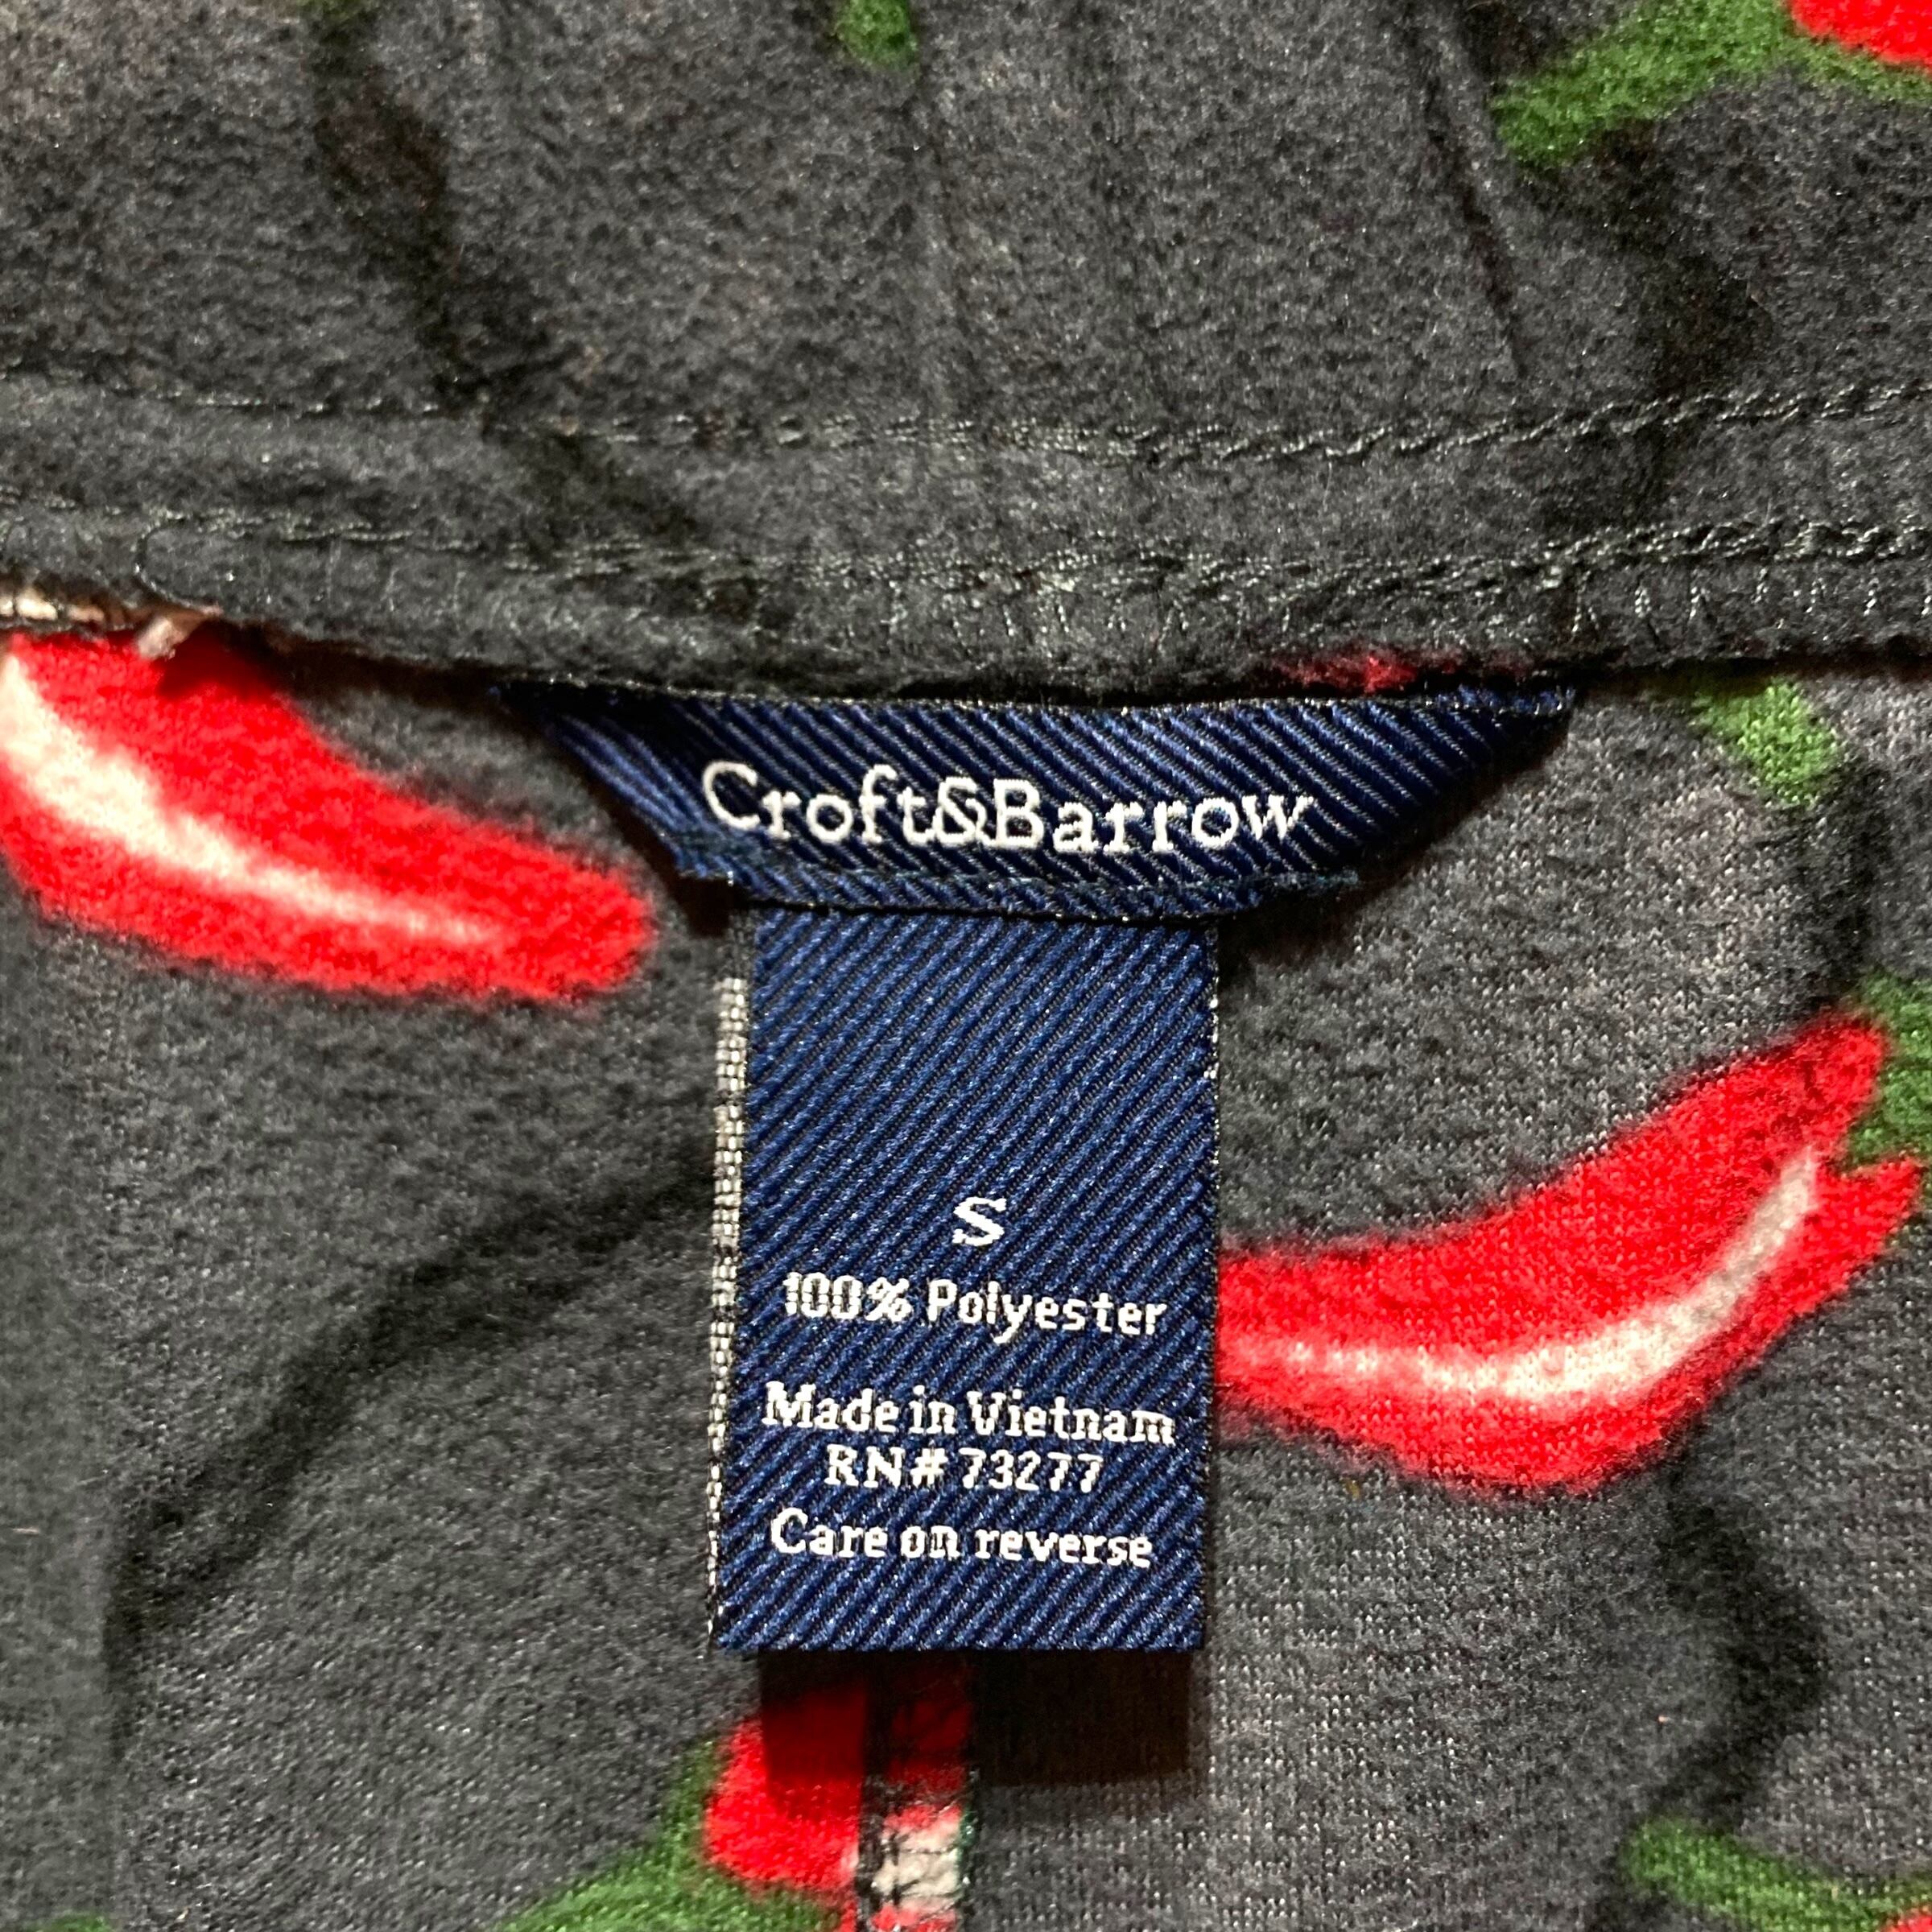 Croft&Barrow
S
100% Polyester
Made in Vietnam
RN# 73277
Care on reverse